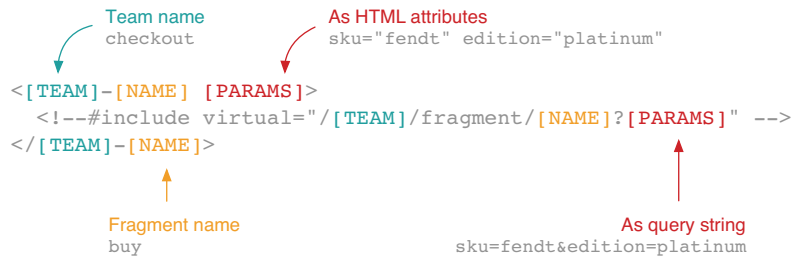 Team name
checkout
As HTML attributes
sku="fendt" edition="platinum"
<[TEAM]-[NAME] [PARAMS]>
<!--#include virtual="/[TEAM]/fragment/[NAME]?[PARAMS]" -->
</[TEAM]-[NAME]>
Fragment name
buy
As query string
sku=fendt&edition=platinum